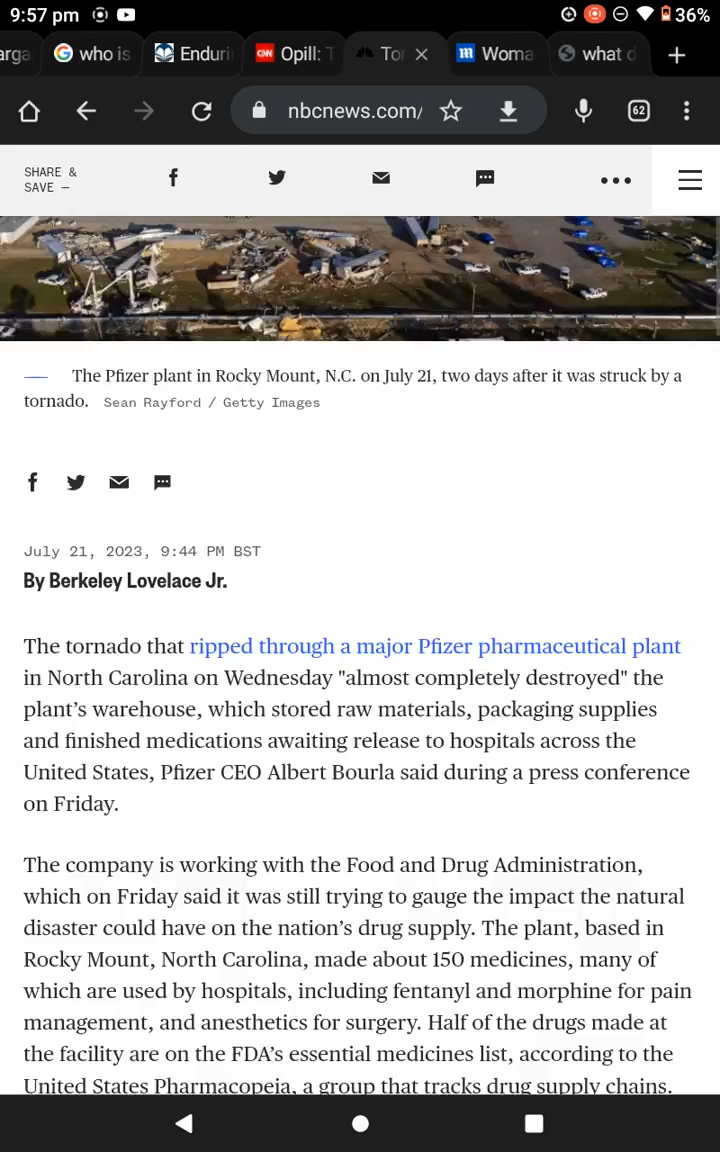 9:57 pm
36%
arga
who is
Enduri
CNN
Opill: T
Tor
Woma
what d
nbcnews.com/
62
SHARE &
SAVE —
The Pfizer plant in Rocky Mount, N.C. on July 21, two days after it was struck by a
tornado. Sean Rayford / Getty Images
July 21, 2023, 9:44 PM BST
By Berkeley Lovelace Jr.
The tornado that ripped through a major Pfizer pharmaceutical plant
in North Carolina on Wednesday "almost completely destroyed" the
plant’s warehouse, which stored raw materials, packaging supplies
and finished medications awaiting release to hospitals across the
United States, Pfizer CEO Albert Bourla said during a press conference
on Friday.
The company is working with the Food and Drug Administration,
which on Friday said it was still trying to gauge the impact the natural
disaster could have on the nation’s drug supply. The plant, based in
Rocky Mount, North Carolina, made about 150 medicines, many of
which are used by hospitals, including fentanyl and morphine for pain
management, and anesthetics for surgery. Half of the drugs made at
the facility are on the FDA’s essential medicines list, according to the
United States Pharmacopeia, a group that tracks drug supply chains.